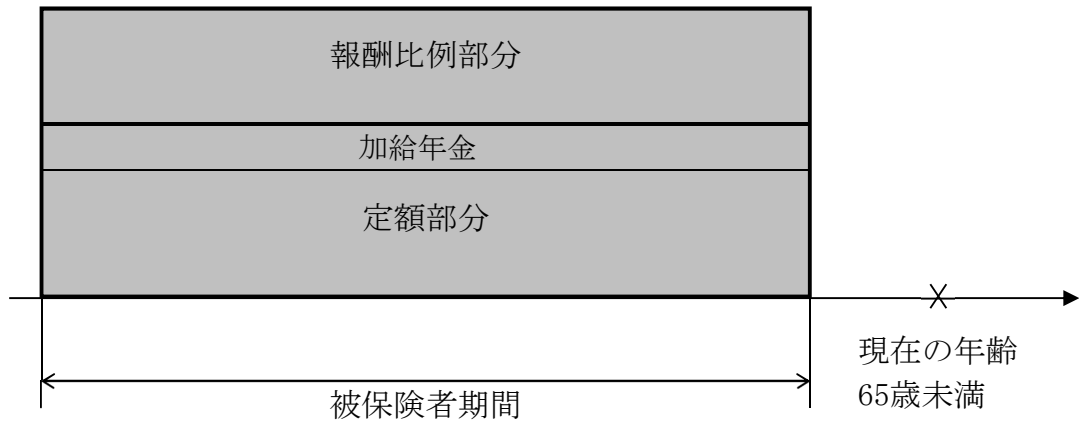 報酬比例部分
加給年金
定額部分
現在の年齢
65歳未満
被保険者期間